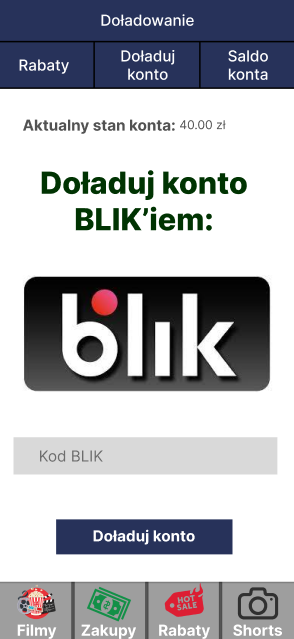 Doładowanie
Rabaty
Doładuj
konto
Saldo
konta
Aktualny stan konta: 40.00 zł
Doładuj konto
BLIK’iem:
blik
Kod BLIK
Doładuj konto
HOT
SALE
Filmy
Zakupy
Rabaty
Shorts